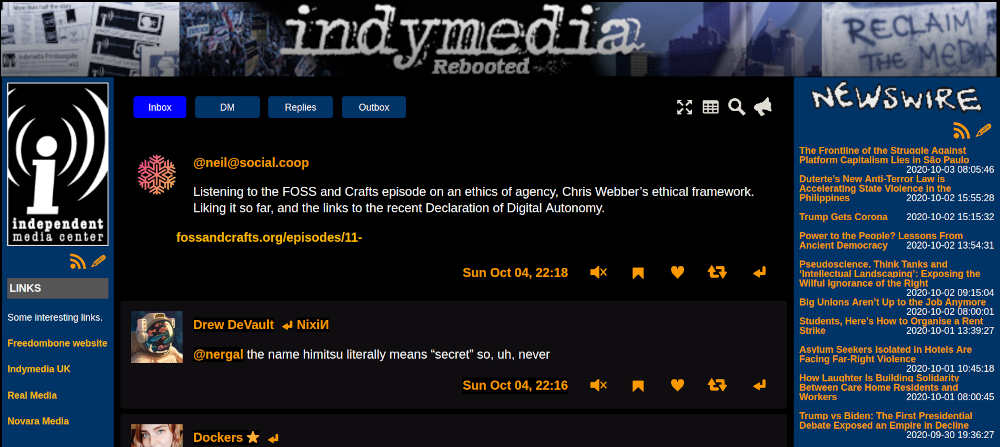 indymedia
Rebooted
RECLAIM
THE MEDIA
i
independent
media center
LINKS
Some interesting links.
Freedombone website
Indymedia UK
Real Media
Novara Media
Inbox
DM
Replies
Outbox
@neil@social.coop
Listening to the FOSS and Crafts episode on an ethics of agency, Chris Webber’s ethical framework.
Liking it so far, and the links to the recent Declaration of Digital Autonomy.
fossandcrafts.org/episodes/11-
Sun Oct 04, 22:18
Drew DeVault NixiИ
@nergal the name himitsu literally means “secret” so, uh, never
Sun Oct 04, 22:16
Dockers
NEWSWIRE
The Frontline of the Struggle Against
Platform Capitalism Lies in São Paulo
2020-10-03 08:05:46
Duterte’s New Anti-Terror Law is
Accelerating State Violence in the
Philippines 2020-10-02 15:55:28
Trump Gets Corona 2020-10-02 15:15:32
Power to the People? Lessons From
Ancient Democracy 2020-10-02 13:54:31
Pseudoscience, Think Tanks and
‘Intellectual Landscaping’: Exposing the
Wilful Ignorance of the Right
2020-10-02 09:15:04
Big Unions Aren’t Up to the Job Anymore
2020-10-02 08:00:01
Students, Here’s How to Organise a Rent
Strike 2020-10-01 13:39:27
Asylum Seekers Isolated in Hotels Are
Facing Far-Right Violence
2020-10-01 10:45:18
How Laughter Is Building Solidarity
Between Care Home Residents and
Workers 2020-10-01 08:00:45
Trump vs Biden: The First Presidential
Debate Exposed an Empire in Decline
2020-09-30 19:36:27